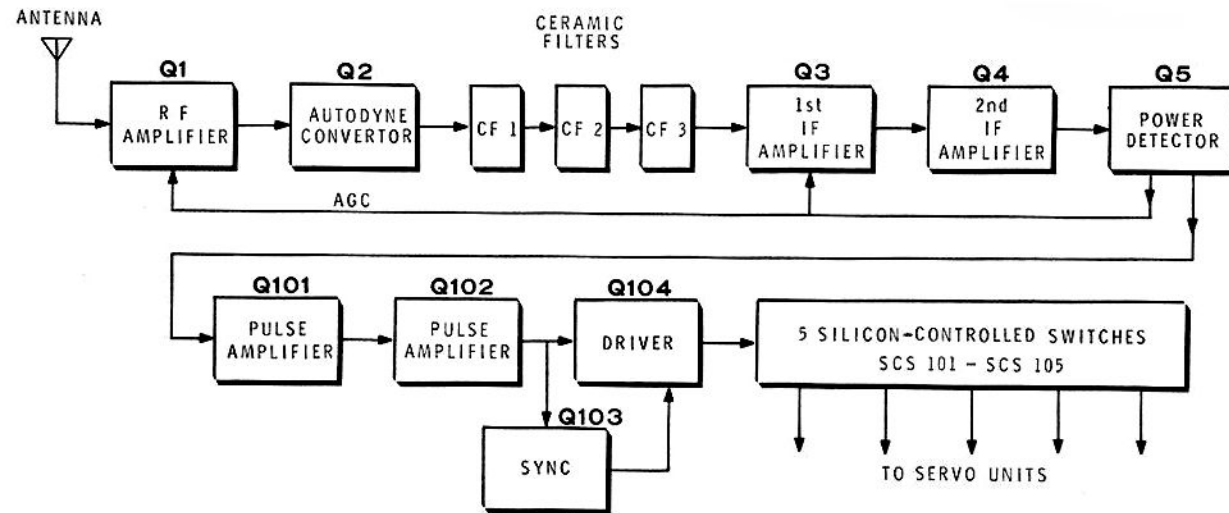 ANTENNA
CERAMIC
FILTERS
Q1
Q2
Q3
Q4
Q5
RF
AMPLIFIER
AUTODYNE
CONVERTOR
CF 1
CF 2
CF 3
1st
IF
AMPLIFIER
2nd
IF
AMPLIFIER
POWER
DETECTOR
AGC
Q101
Q102
Q104
PULSE
AMPLIFIER
PULSE
AMPLIFIER
DRIVER
5 SILICON-CONTROLLED SWITCHES
SCS 101 – SCS 105
Q103
SYNC
TO SERVO UNITS